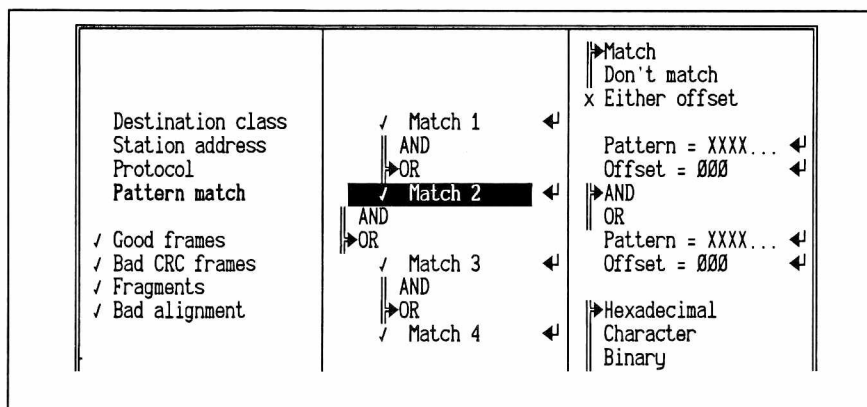 Destination class
Station address
Protocol
Pattern match
✓ Good frames
✓ Bad CRC frames
✓ Fragments
✓ Bad alignment
✓ Match 1
AND
OR
✓ Match 2
AND
OR
✓ Match 3
AND
OR
✓ Match 4
Match
Don't match
x Either offset
Pattern = XXXX...
Offset = 000
AND
OR
Pattern = XXXX...
Offset = 000
Hexadecimal
Character
Binary